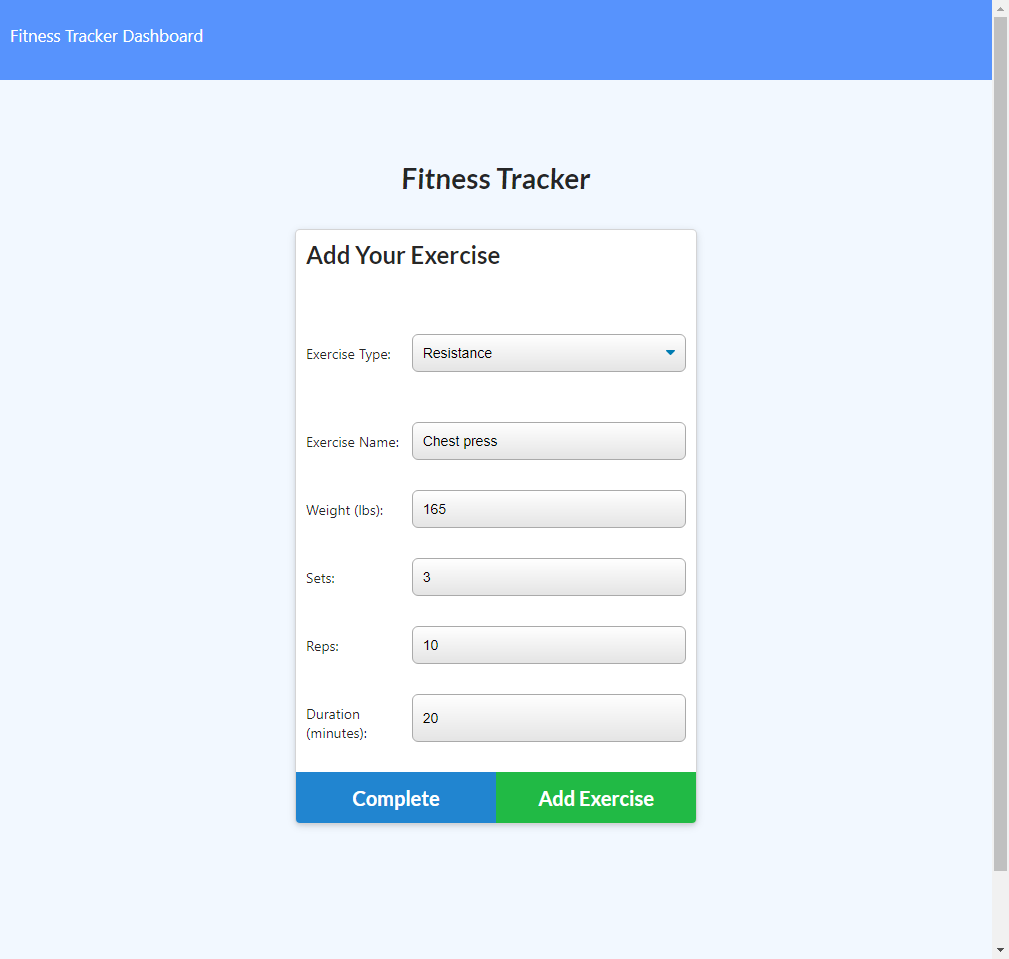 Fitness Tracker Dashboard
Fitness Tracker
Add Your Exercise
Exercise Type: Resistance
Exercise Name: Chest press
Weight (lbs): 165
Sets: 3
Reps: 10
Duration (minutes): 20
Complete Add Exercise